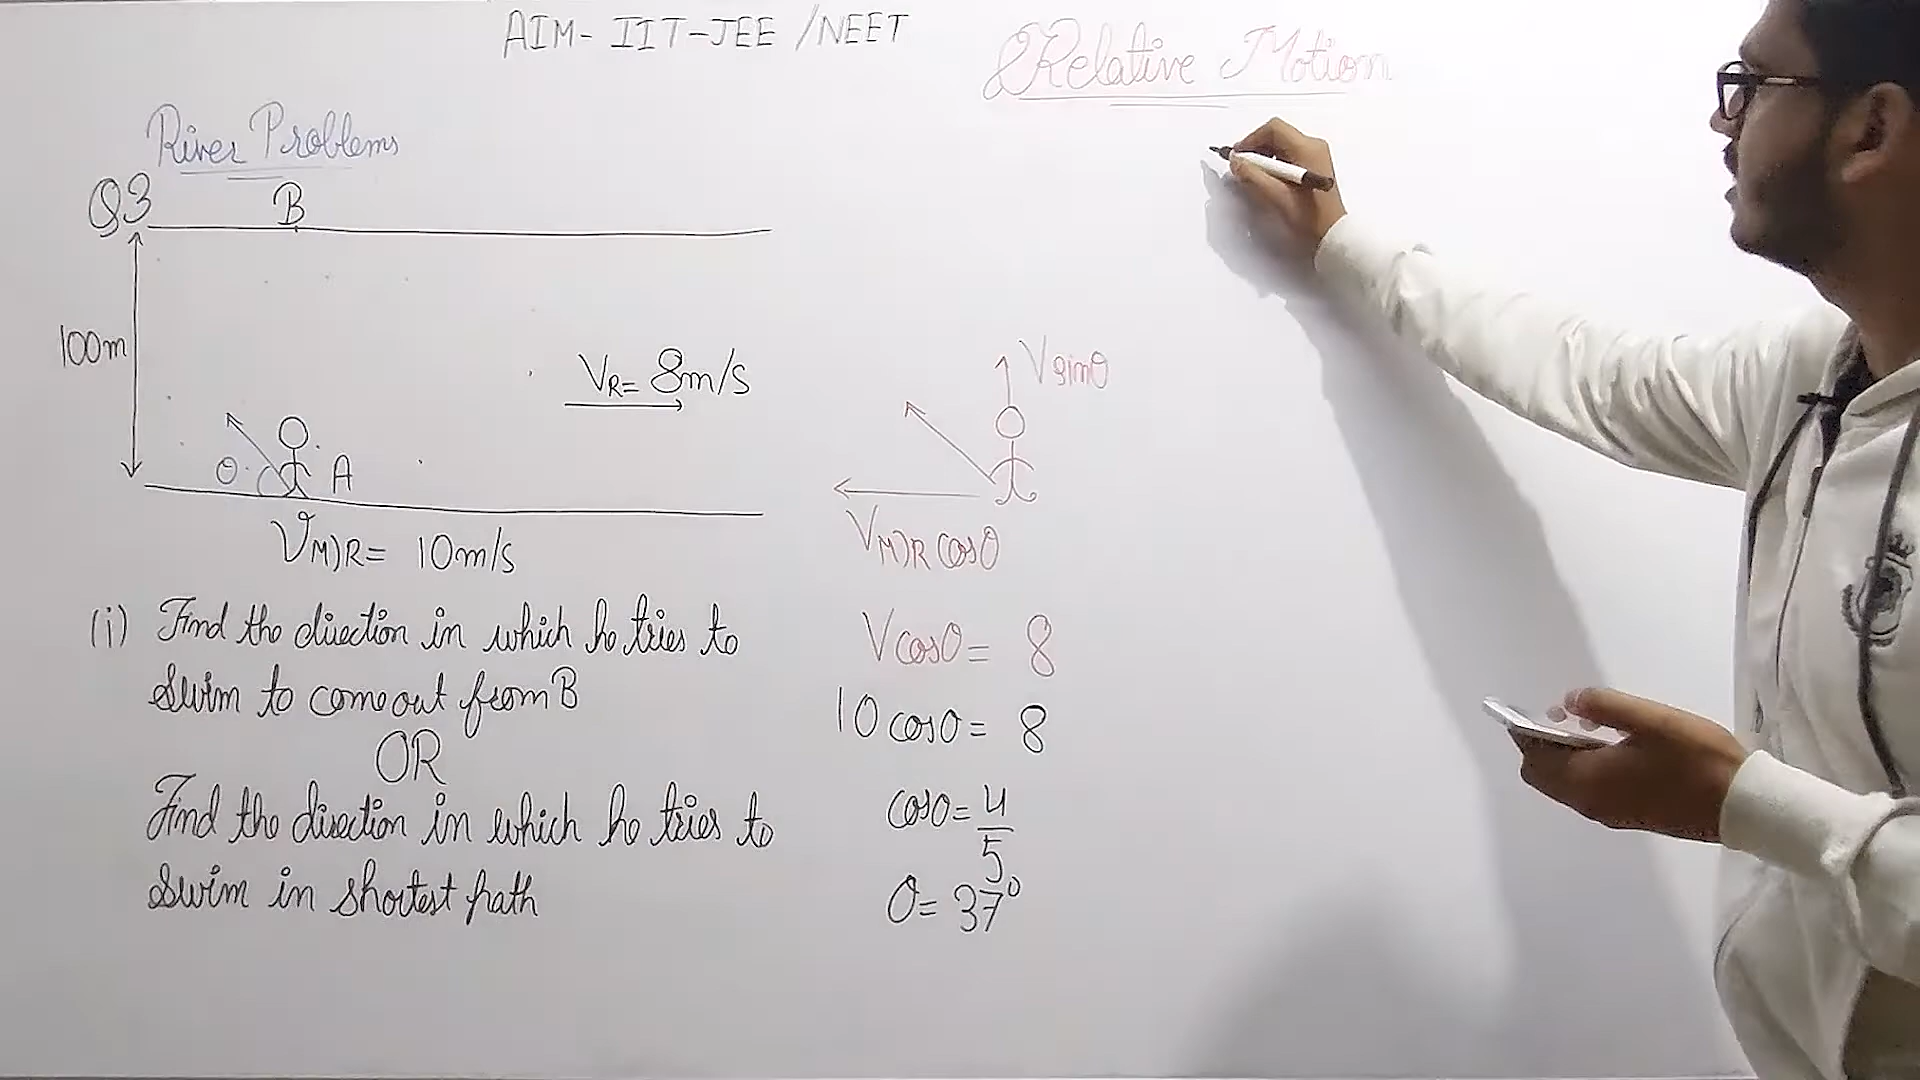 AIM- IIT-JEE /NEET
Relative Motion
River Problems
Q3
B
100m
VR= 8m/s
θ
A
VM)R= 10m/s
(i) Find the direction in which he tries to
swim to come out from B
OR
Find the direction in which he tries to
swim in shortest path
Vsinθ
VM)R cosθ
Vcosθ= 8
10 cosθ= 8
cosθ= 4
5
θ= 37°